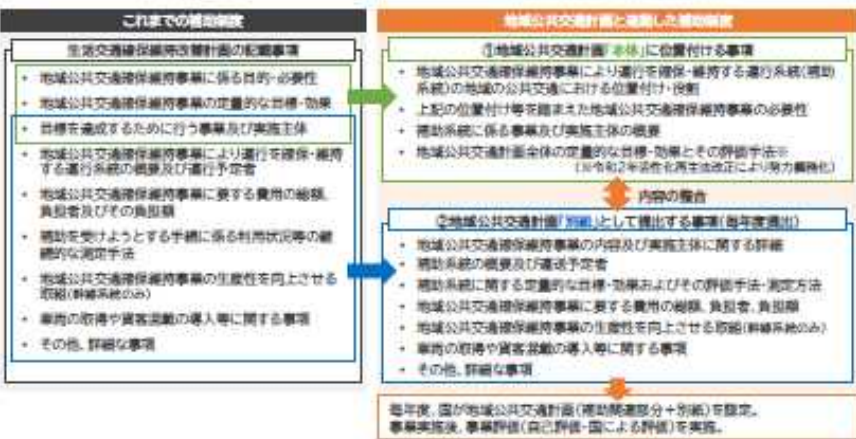 これまでの補助制度
生活交通確保維持改善計画の記載事項
・ 地域公共交通確保維持事業に係る目的・必要性
・ 地域公共交通確保維持事業の定量的な目標・効果
・ 目標を達成するために行う事業及び実施主体
・ 地域公共交通確保維持事業により運行を確保・維持
する運行系統の概要及び運行予定者
・ 地域公共交通確保維持事業に要する費用の総額、
負担者及びその負担額
・ 補助を受けようとする手続に係る利用状況等の継
続的な測定手法
・ 地域公共交通確保維持事業の生産性を向上させる
取組(幹線系統のみ)
・ 車両の取得や貨客混載の導入等に関する事項
・ その他、詳細な事項
地域公共交通計画と連動した補助制度
①地域公共交通計画「本体」に位置付ける事項
・ 地域公共交通確保維持事業により運行を確保・維持する運行系統(補助
系統)の地域の公共交通における位置付け・役割
・ 上記の位置付け等を踏まえた地域公共交通確保維持事業の必要性
・ 補助系統に係る事業及び実施主体の概要
・ 地域公共交通計画全体の定量的な目標・効果とその評価手法※
(※令和2年活性化再生法改正により努力義務化)
内容の整合
②地域公共交通計画「別紙」として提出する事項(毎年度提出)
・ 地域公共交通確保維持事業の内容及び実施主体に関する詳細
・ 補助系統の概要及び運送予定者
・ 補助系統に関する定量的な目標・効果およびその評価手法・測定方法
・ 地域公共交通確保維持事業に要する費用の総額、負担者、負担額
・ 地域公共交通確保維持事業の生産性を向上させる取組(幹線系統のみ)
・ 車両の取得や貨客混載の導入等に関する事項
・ その他、詳細な事項
毎年度、国が地域公共交通計画(補助関連部分+別紙)を認定。
事業実施後、事業評価(自己評価・国による評価)を実施。